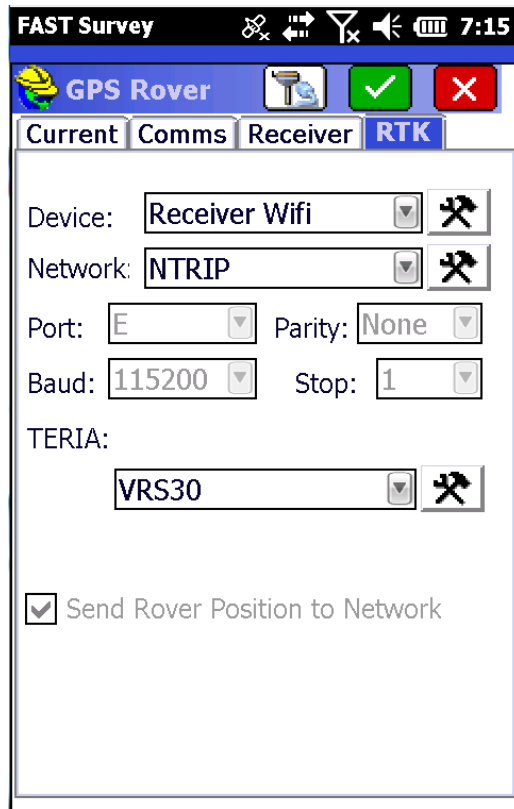 FAST Survey 7:15
GPS Rover
Current Comms Receiver RTK
Device: Receiver Wifi
Network: NTRIP
Port: E Parity: None
Baud: 115200 Stop: 1
TERIA:
VRS30
Send Rover Position to Network